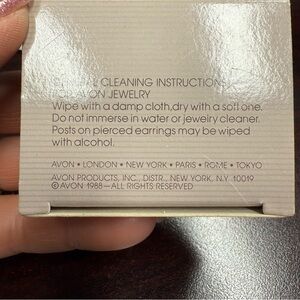 CLEANING INSTRUCTIONS
FOR AVON JEWELRY
Wipe with a damp cloth,dry with a soft one.
Do not immerse in water or jewelry cleaner.
Posts on pierced earrings may be wiped
with alcohol.
AVON • LONDON • NEW YORK • PARIS • ROME • TOKYO
AVON PRODUCTS, INC., DISTR., NEW YORK, N.Y. 10019
© AVON 1988—ALL RIGHTS RESERVED